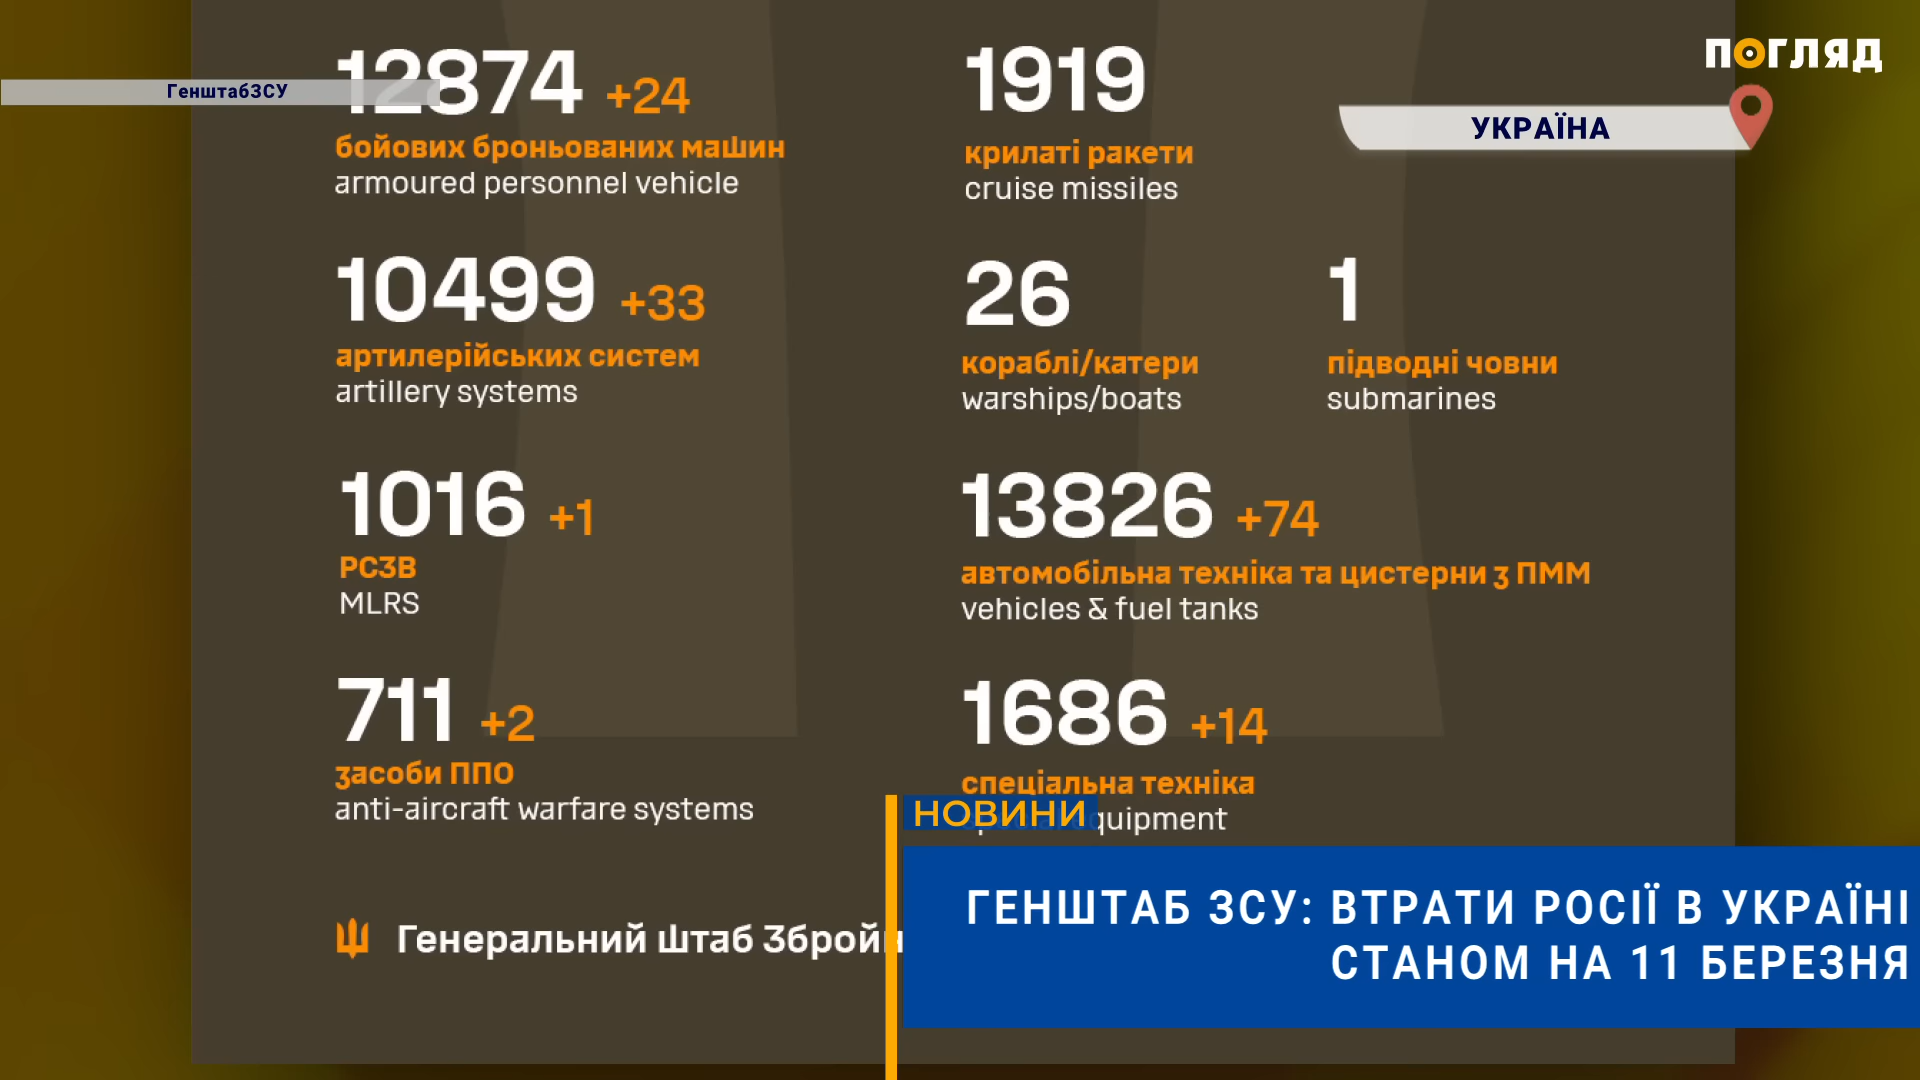 ПОГЛЯД
ГенштабЗСУ
УКРАЇНА
12874 +24
бойових броньованих машин
armoured personnel vehicle
1919
крилаті ракети
cruise missiles
10499 +33
артилерійських систем
artillery systems
26
кораблі/катери
warships/boats
1
підводні човни
submarines
1016 +1
РСЗВ
MLRS
13826 +74
автомобільна техніка та цистерни з ПММ
vehicles & fuel tanks
711 +2
засоби ППО
anti-aircraft warfare systems
1686 +14
спеціальна техніка
quipment
НОВИНИ
Генеральний штаб Збройн
ГЕНШТАБ ЗСУ: ВТРАТИ РОСІЇ В УКРАЇНІ
СТАНОМ НА 11 БЕРЕЗНЯ